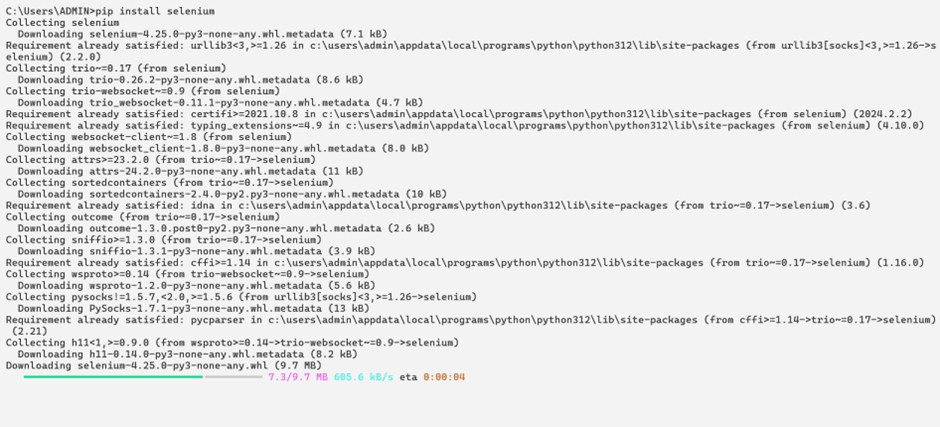 C:\Users\ADMIN>pip install selenium
Collecting selenium
  Downloading selenium-4.25.0-py3-none-any.whl.metadata (7.1 kB)
Requirement already satisfied: urllib3<3,>=1.26 in c:\users\admin\appdata\local\programs\python\python312\lib\site-packages (from urllib3[socks]<3,>=1.26->s
elenium) (2.2.0)
Collecting trio~=0.17 (from selenium)
  Downloading trio-0.26.2-py3-none-any.whl.metadata (8.6 kB)
Collecting trio-websocket~=0.9 (from selenium)
  Downloading trio_websocket-0.11.1-py3-none-any.whl.metadata (4.7 kB)
Requirement already satisfied: certifi>=2021.10.8 in c:\users\admin\appdata\local\programs\python\python312\lib\site-packages (from selenium) (2024.2.2)
Requirement already satisfied: typing_extensions~=4.9 in c:\users\admin\appdata\local\programs\python\python312\lib\site-packages (from selenium) (4.10.0)
Collecting websocket-client~=1.8 (from selenium)
  Downloading websocket_client-1.8.0-py3-none-any.whl.metadata (8.0 kB)
Collecting attrs>=23.2.0 (from trio~=0.17->selenium)
  Downloading attrs-24.2.0-py3-none-any.whl.metadata (11 kB)
Collecting sortedcontainers (from trio~=0.17->selenium)
  Downloading sortedcontainers-2.4.0-py2.py3-none-any.whl.metadata (10 kB)
Requirement already satisfied: idna in c:\users\admin\appdata\local\programs\python\python312\lib\site-packages (from trio~=0.17->selenium) (3.6)
Collecting outcome (from trio~=0.17->selenium)
  Downloading outcome-1.3.0.post0-py2.py3-none-any.whl.metadata (2.6 kB)
Collecting sniffio>=1.3.0 (from trio~=0.17->selenium)
  Downloading sniffio-1.3.1-py3-none-any.whl.metadata (3.9 kB)
Requirement already satisfied: cffi>=1.14 in c:\users\admin\appdata\local\programs\python\python312\lib\site-packages (from trio~=0.17->selenium) (1.16.0)
Collecting wsproto>=0.14 (from trio-websocket~=0.9->selenium)
  Downloading wsproto-1.2.0-py3-none-any.whl.metadata (5.6 kB)
Collecting pysocks!=1.5.7,<2.0,>=1.5.6 (from urllib3[socks]<3,>=1.26->selenium)
  Downloading PySocks-1.7.1-py3-none-any.whl.metadata (13 kB)
Requirement already satisfied: pycparser in c:\users\admin\appdata\local\programs\python\python312\lib\site-packages (from cffi>=1.14->trio~=0.17->selenium)
 (2.21)
Collecting h11<1,>=0.9.0 (from wsproto>=0.14->trio-websocket~=0.9->selenium)
  Downloading h11-0.14.0-py3-none-any.whl.metadata (8.2 kB)
Downloading selenium-4.25.0-py3-none-any.whl (9.7 MB)
7.3/9.7 MB 605.6 kB/s eta 0:00:04